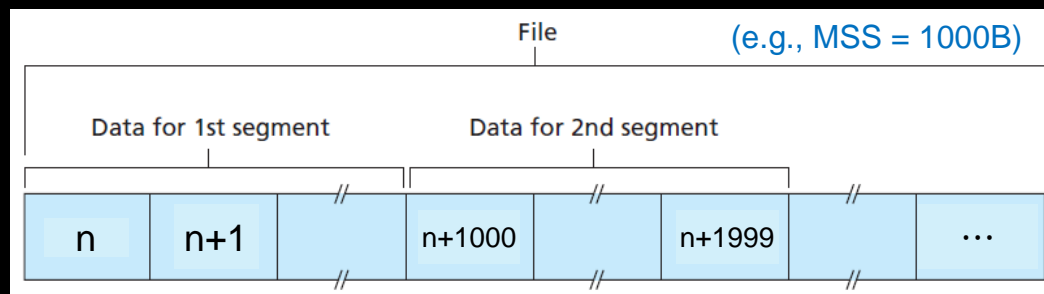 File
(e.g., MSS = 1000B)
Data for 1st segment
Data for 2nd segment
n
n+1
n+1000
n+1999
...